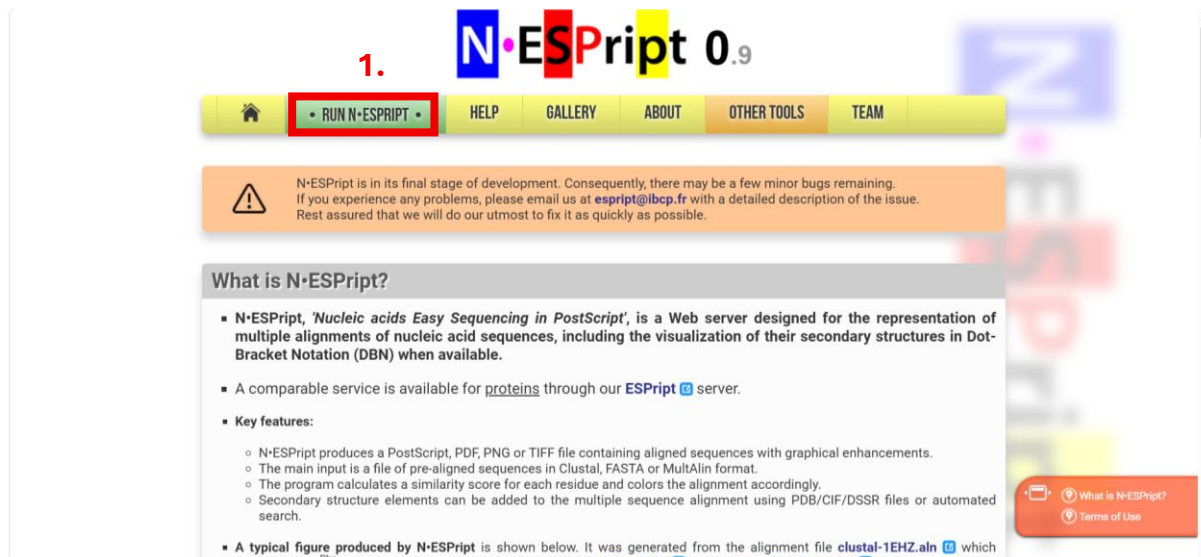 N•ESPript 0.9
1.
• RUN N•ESPRIPT • HELP GALLERY ABOUT OTHER TOOLS TEAM
N•ESPript is in its final stage of development. Consequently, there may be a few minor bugs remaining.
If you experience any problems, please email us at espript@ibcp.fr with a detailed description of the issue.
Rest assured that we will do our utmost to fix it as quickly as possible.
What is N•ESPript?
▪ N•ESPript, 'Nucleic acids Easy Sequencing in PostScript', is a Web server designed for the representation of
multiple alignments of nucleic acid sequences, including the visualization of their secondary structures in Dot-
Bracket Notation (DBN) when available.
▪ A comparable service is available for proteins through our ESPript server.
▪ Key features:
◦ N•ESPript produces a PostScript, PDF, PNG or TIFF file containing aligned sequences with graphical enhancements.
◦ The main input is a file of pre-aligned sequences in Clustal, FASTA or MultAlin format.
◦ The program calculates a similarity score for each residue and colors the alignment accordingly.
◦ Secondary structure elements can be added to the multiple sequence alignment using PDB/CIF/DSSR files or automated
search.
What is N•ESPript?
Terms of Use
▪ A typical figure produced by N•ESPript is shown below. It was generated from the alignment file clustal-1EHZ.aln which